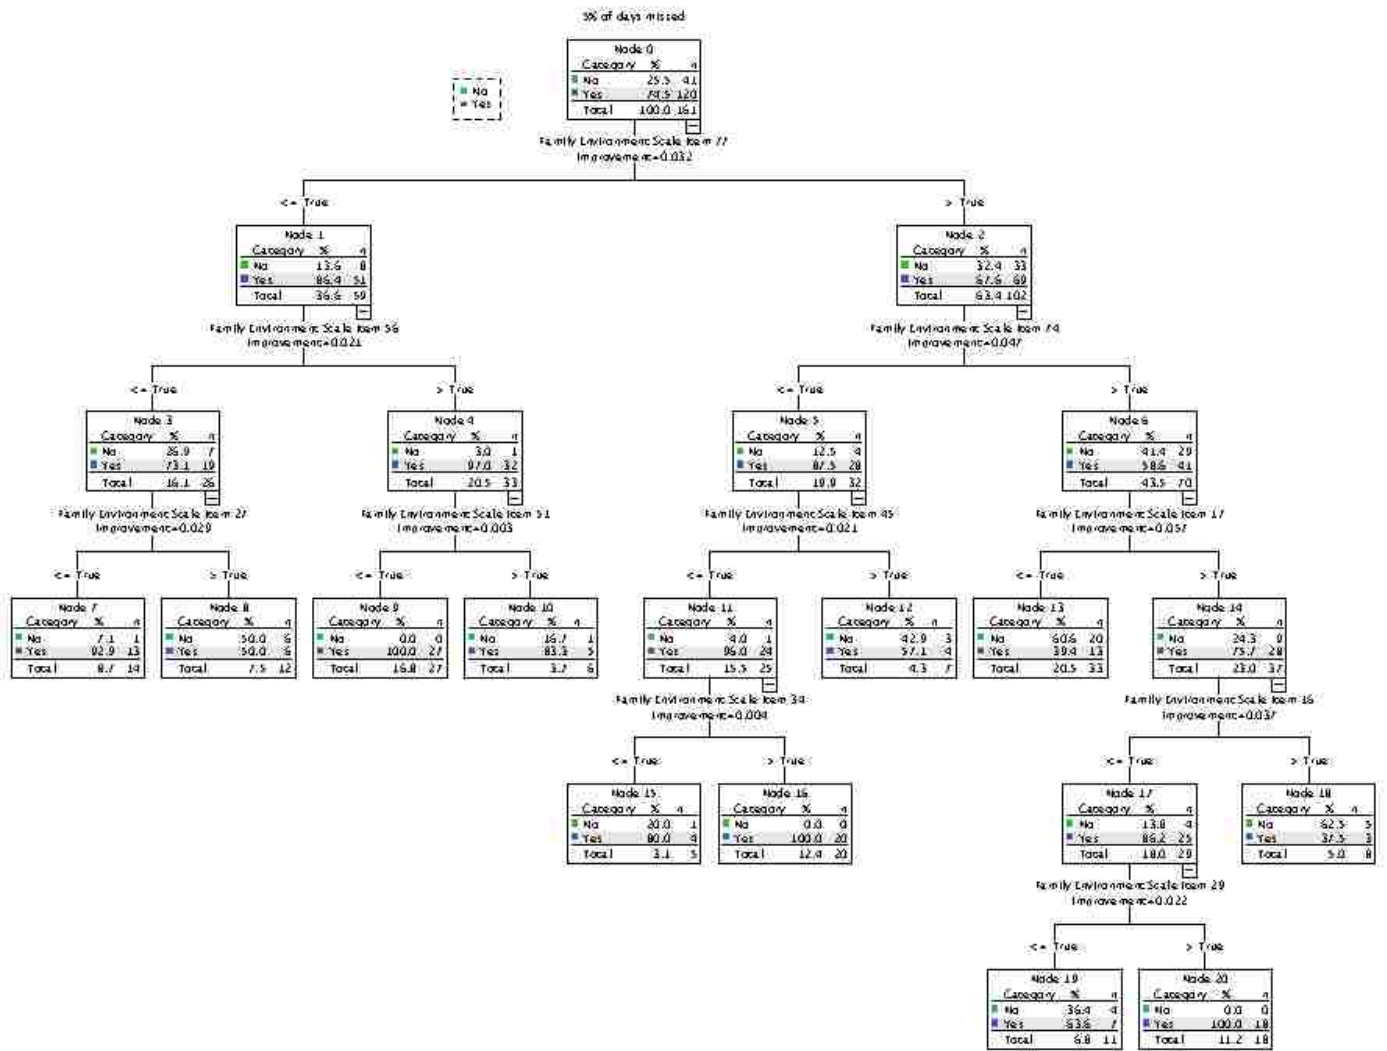 5% of days missed
Node 0
Category % n
No 25.5 41
Yes 74.5 120
Total 100.0 161
No
Yes
Family Environment Scale Item 77
Improvement=0.032
<= True
> True
Node 1
Category % n
No 13.6 8
Yes 86.4 51
Total 36.6 59
Node 2
Category % n
No 32.4 33
Yes 67.6 69
Total 63.4 102
Family Environment Scale Item 56
Improvement=0.021
Family Environment Scale Item 74
Improvement=0.047
<= True
> True
<= True
> True
Node 3
Category % n
No 26.9 7
Yes 73.1 19
Total 16.1 26
Node 4
Category % n
No 3.0 1
Yes 97.0 32
Total 20.5 33
Node 5
Category % n
No 12.5 4
Yes 87.5 28
Total 19.9 32
Node 6
Category % n
No 41.4 29
Yes 58.6 41
Total 43.5 70
Family Environment Scale Item 27
Improvement=0.029
Family Environment Scale Item 51
Improvement=0.003
Family Environment Scale Item 45
Improvement=0.021
Family Environment Scale Item 17
Improvement=0.057
<= True
> True
<= True
> True
<= True
> True
<= True
> True
Node 7
Category % n
No 7.1 1
Yes 92.9 13
Total 8.7 14
Node 8
Category % n
No 50.0 6
Yes 50.0 6
Total 7.5 12
Node 9
Category % n
No 0.0 0
Yes 100.0 27
Total 16.8 27
Node 10
Category % n
No 16.7 1
Yes 83.3 5
Total 3.7 6
Node 11
Category % n
No 4.0 1
Yes 96.0 24
Total 15.5 25
Node 12
Category % n
No 42.9 3
Yes 57.1 4
Total 4.3 7
Node 13
Category % n
No 60.6 20
Yes 39.4 13
Total 20.5 33
Node 14
Category % n
No 24.3 9
Yes 75.7 28
Total 23.0 37
Family Environment Scale Item 34
Improvement=0.004
Family Environment Scale Item 16
Improvement=0.037
<= True
> True
<= True
> True
Node 15
Category % n
No 20.0 1
Yes 80.0 4
Total 3.1 5
Node 16
Category % n
No 0.0 0
Yes 100.0 20
Total 12.4 20
Node 17
Category % n
No 13.8 4
Yes 86.2 25
Total 18.0 29
Node 18
Category % n
No 62.5 5
Yes 37.5 3
Total 5.0 8
Family Environment Scale Item 29
Improvement=0.022
<= True
> True
Node 19
Category % n
No 36.4 4
Yes 63.6 7
Total 6.8 11
Node 20
Category % n
No 0.0 0
Yes 100.0 18
Total 11.2 18